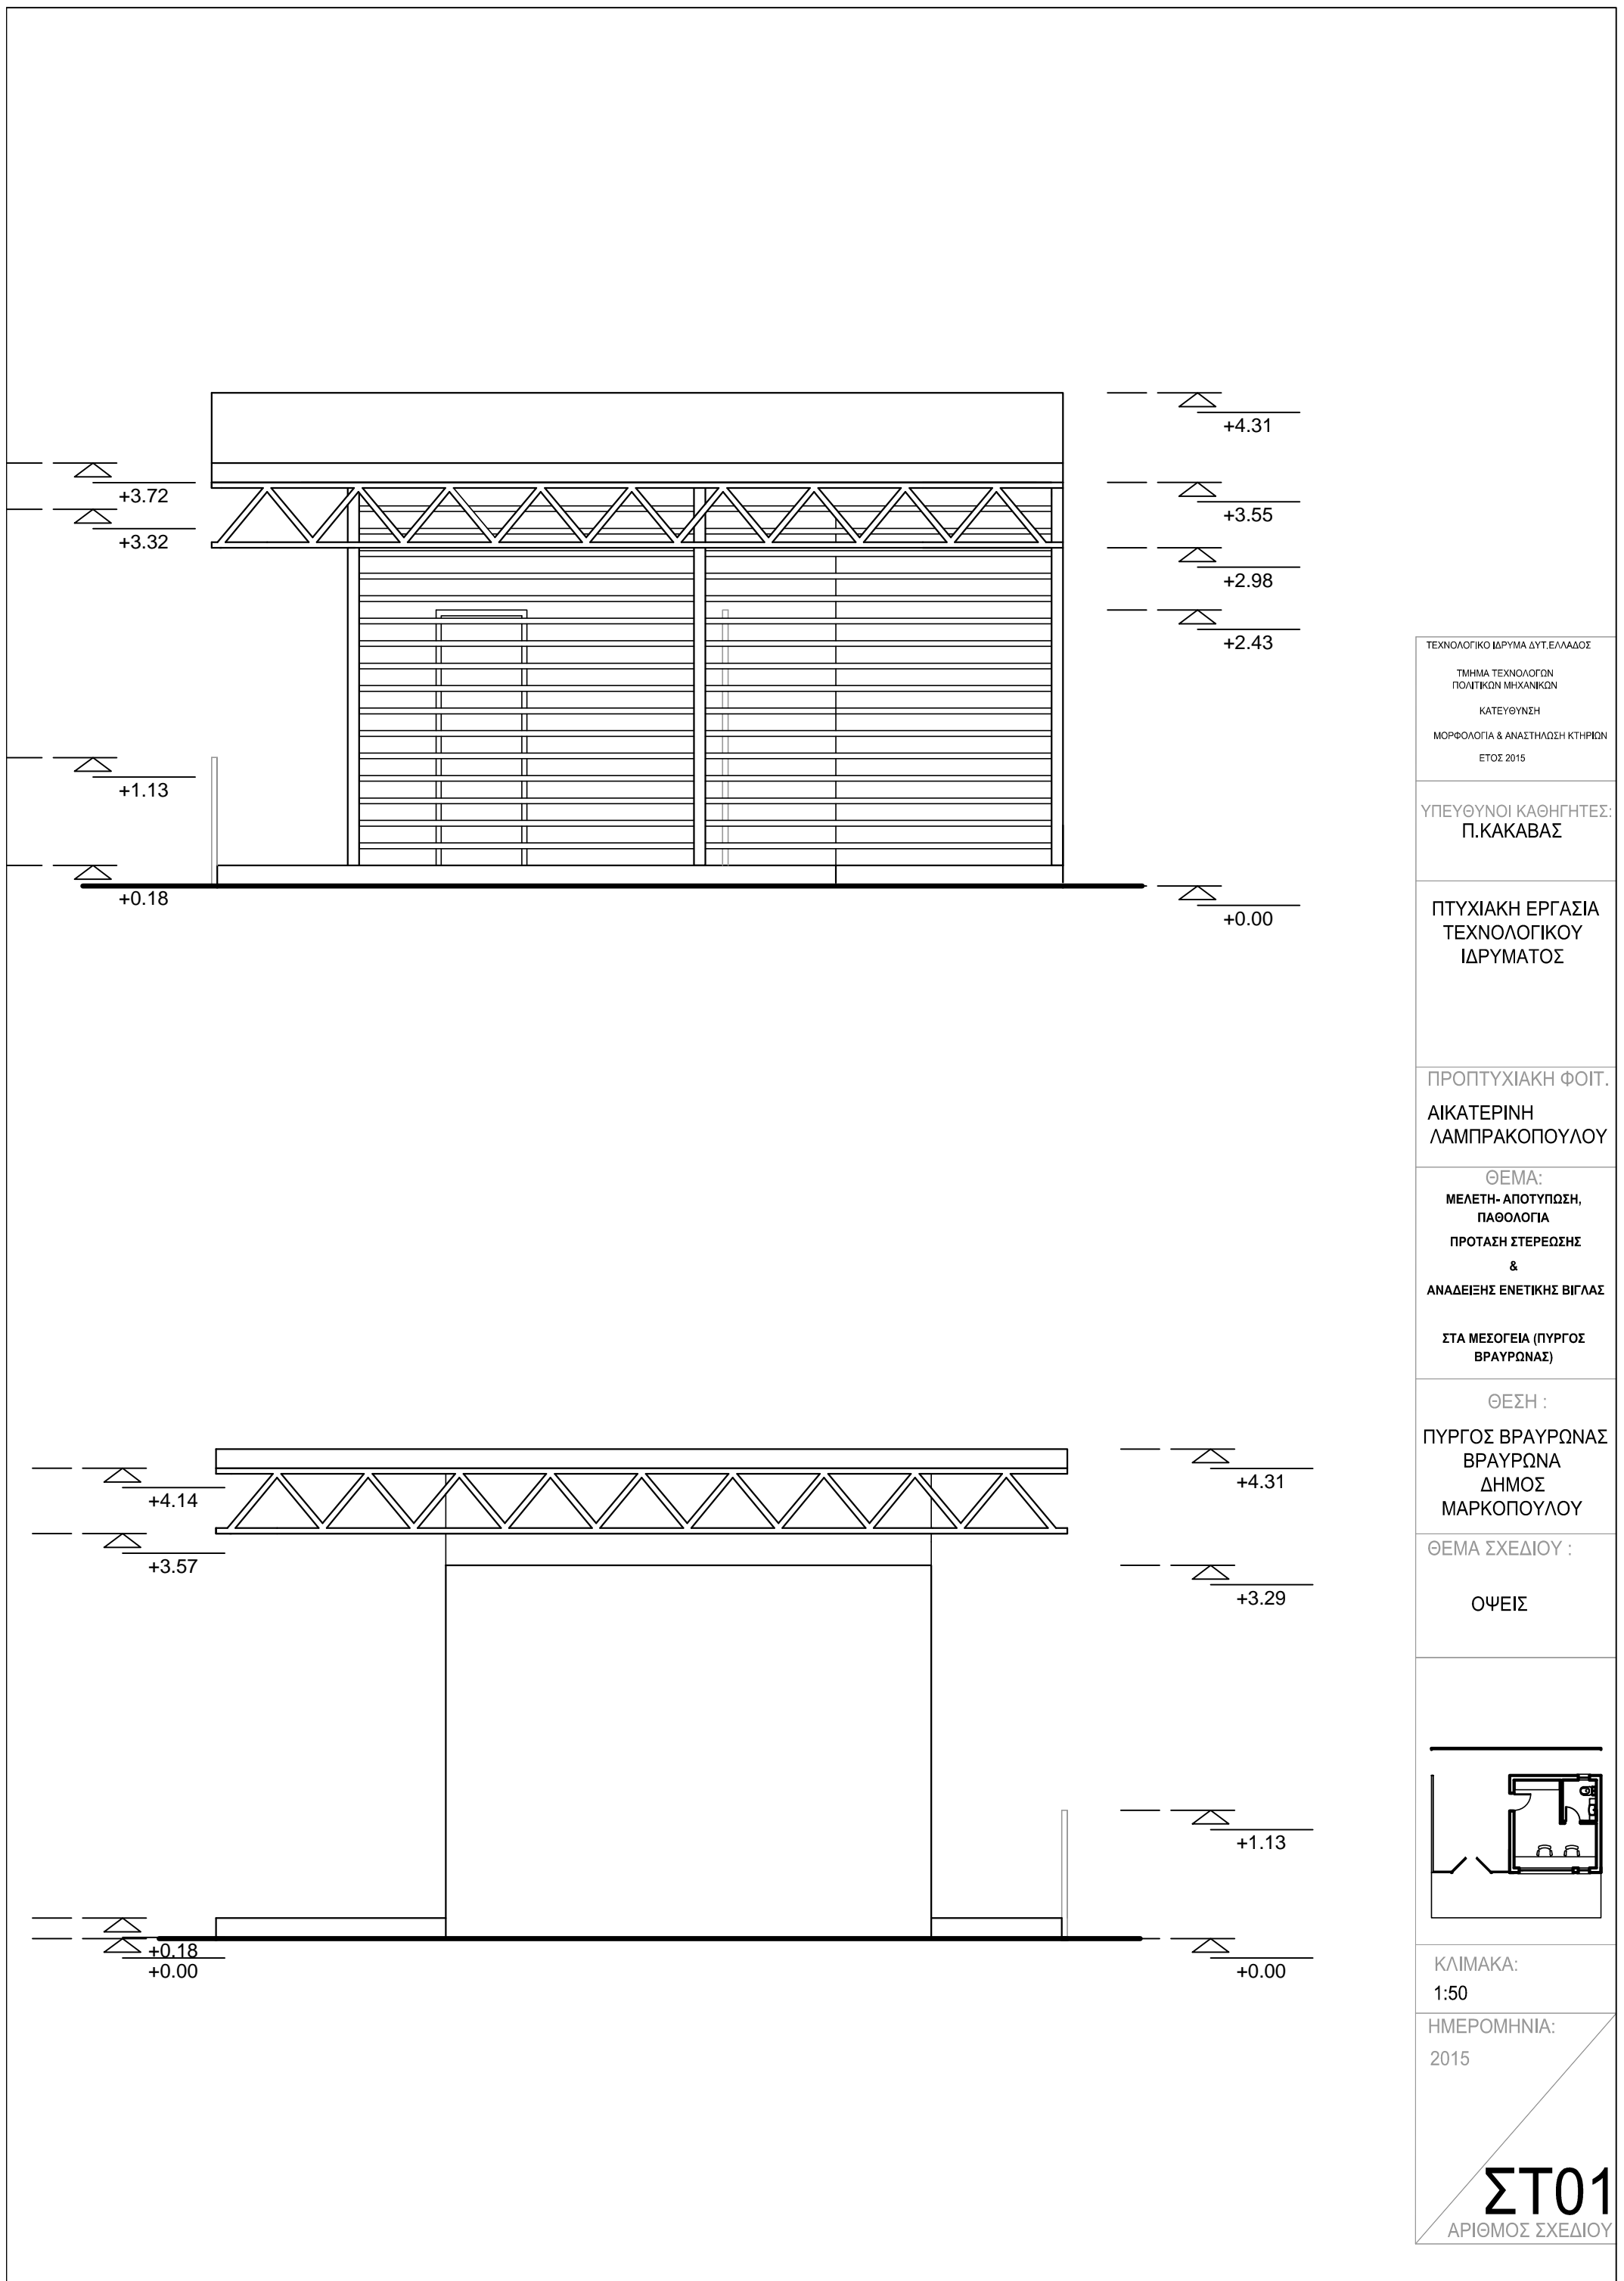 +4.31
+3.72
+3.55
+3.32
+2.98
+2.43
+1.13
+0.18
+0.00
+4.14
+4.31
+3.57
+3.29
+1.13
+0.18
+0.00
+0.00
ΤΕΧΝΟΛΟΓΙΚΟ ΙΔΡΥΜΑ ΔΥΤ.ΕΛΛΑΔΟΣ
ΤΜΗΜΑ ΤΕΧΝΟΛΟΓΩΝ
ΠΟΛΙΤΙΚΩΝ ΜΗΧΑΝΙΚΩΝ
ΚΑΤΕΥΘΥΝΣΗ
ΜΟΡΦΟΛΟΓΙΑ & ΑΝΑΣΤΗΛΩΣΗ ΚΤΗΡΙΩΝ
ΕΤΟΣ 2015
ΥΠΕΥΘΥΝΟΙ ΚΑΘΗΓΗΤΕΣ:
Π.ΚΑΚΑΒΑΣ
ΠΤΥΧΙΑΚΗ ΕΡΓΑΣΙΑ
ΤΕΧΝΟΛΟΓΙΚΟΥ
ΙΔΡΥΜΑΤΟΣ
ΠΡΟΠΤΥΧΙΑΚΗ ΦΟΙΤ.
ΑΙΚΑΤΕΡΙΝΗ
ΛΑΜΠΡΑΚΟΠΟΥΛΟΥ
ΘΕΜΑ:
ΜΕΛΕΤΗ- ΑΠΟΤΥΠΩΣΗ,
ΠΑΘΟΛΟΓΙΑ
ΠΡΟΤΑΣΗ ΣΤΕΡΕΩΣΗΣ
&
ΑΝΑΔΕΙΞΗΣ ΕΝΕΤΙΚΗΣ ΒΙΓΛΑΣ
ΣΤΑ ΜΕΣΟΓΕΙΑ (ΠΥΡΓΟΣ
ΒΡΑΥΡΩΝΑΣ)
ΘΕΣΗ :
ΠΥΡΓΟΣ ΒΡΑΥΡΩΝΑΣ
ΒΡΑΥΡΩΝΑ
ΔΗΜΟΣ
ΜΑΡΚΟΠΟΥΛΟΥ
ΘΕΜΑ ΣΧΕΔΙΟΥ :
ΟΨΕΙΣ
ΚΛΙΜΑΚΑ:
1:50
ΗΜΕΡΟΜΗΝΙΑ:
2015
ΣΤ01
ΑΡΙΘΜΟΣ ΣΧΕΔΙΟΥ